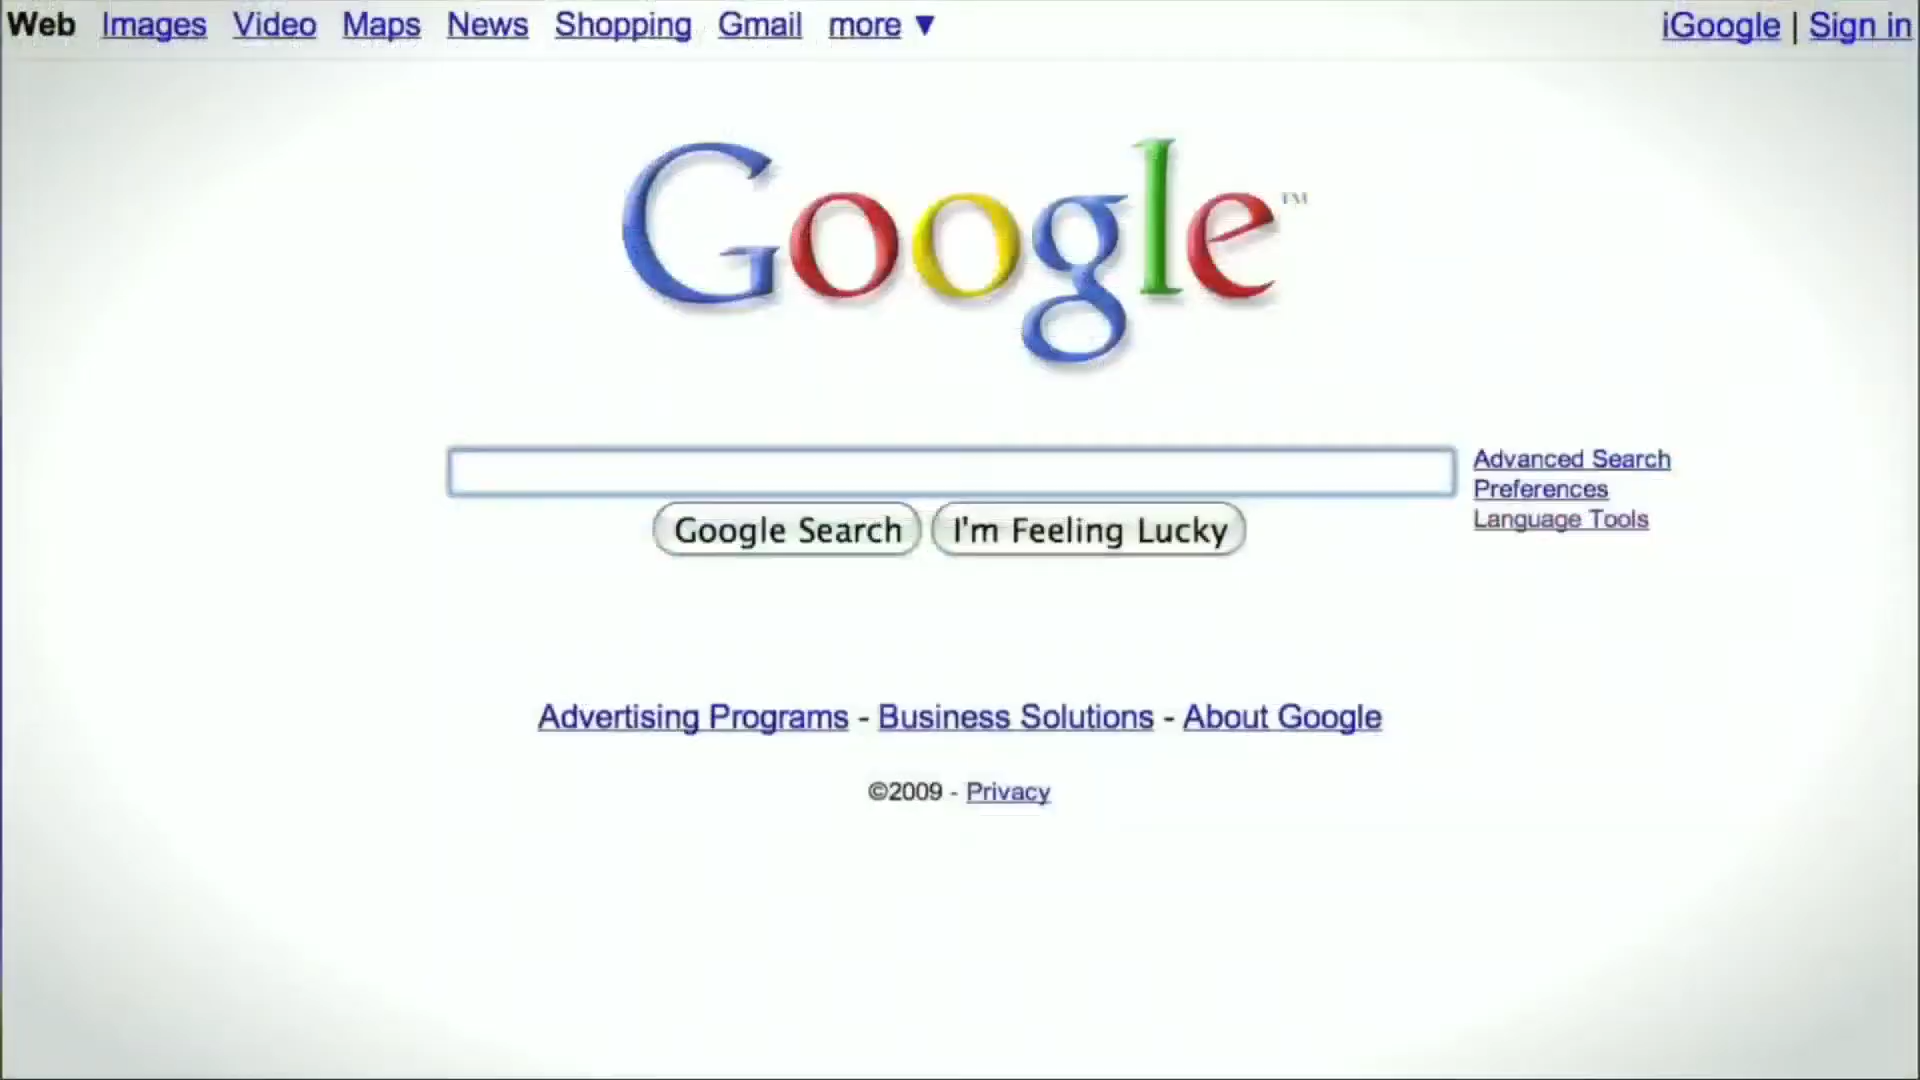 Web Images Video Maps News Shopping Gmail more ▼ iGoogle | Sign in
Google™
Advanced Search
Preferences
Language Tools
Google Search I'm Feeling Lucky
Advertising Programs - Business Solutions - About Google
©2009 - Privacy